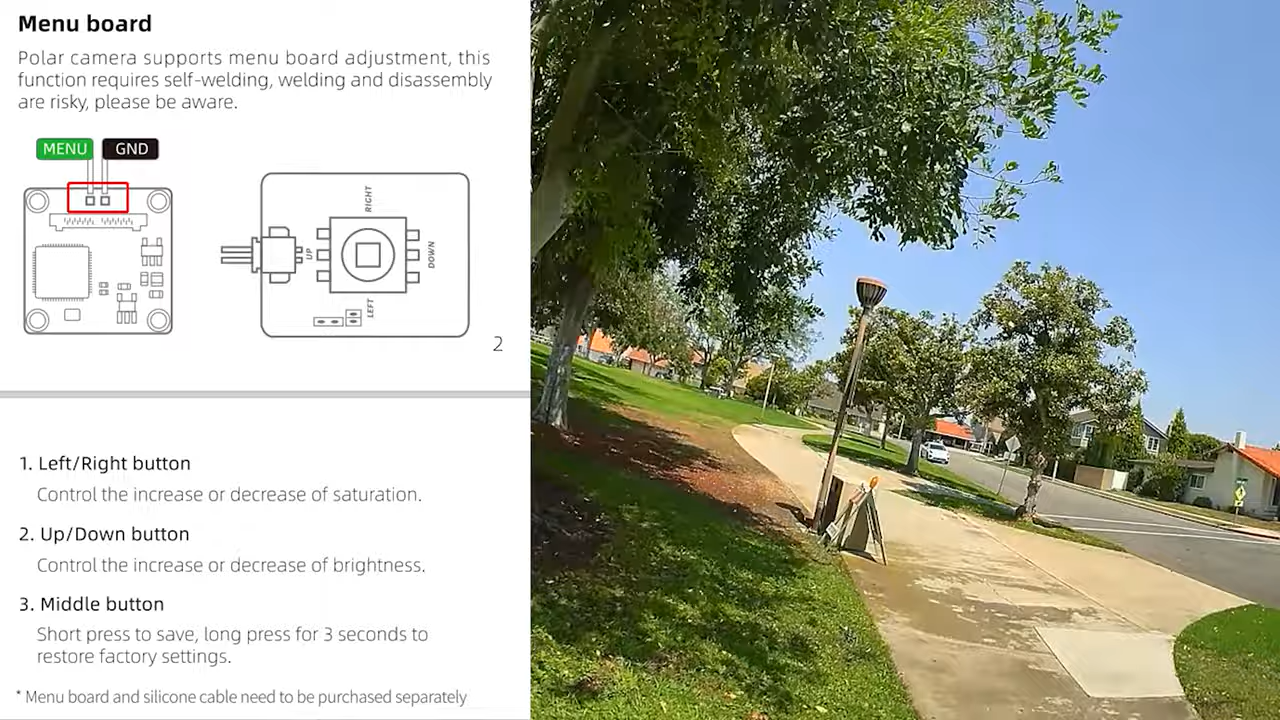 Menu board
Polar camera supports menu board adjustment, this
function requires self-welding, welding and disassembly
are risky, please be aware.
MENU GND
RIGHT
UP
DOWN
LEFT
2
1. Left/Right button
Control the increase or decrease of saturation.
2. Up/Down button
Control the increase or decrease of brightness.
3. Middle button
Short press to save, long press for 3 seconds to
restore factory settings.
* Menu board and silicone cable need to be purchased separately